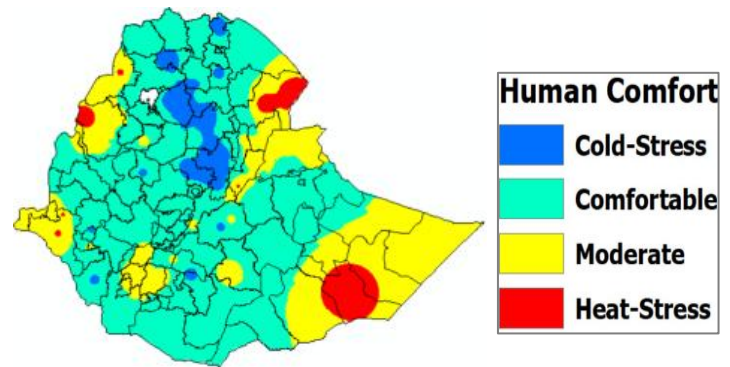 Human Comfort
Cold-Stress
Comfortable
Moderate
Heat-Stress